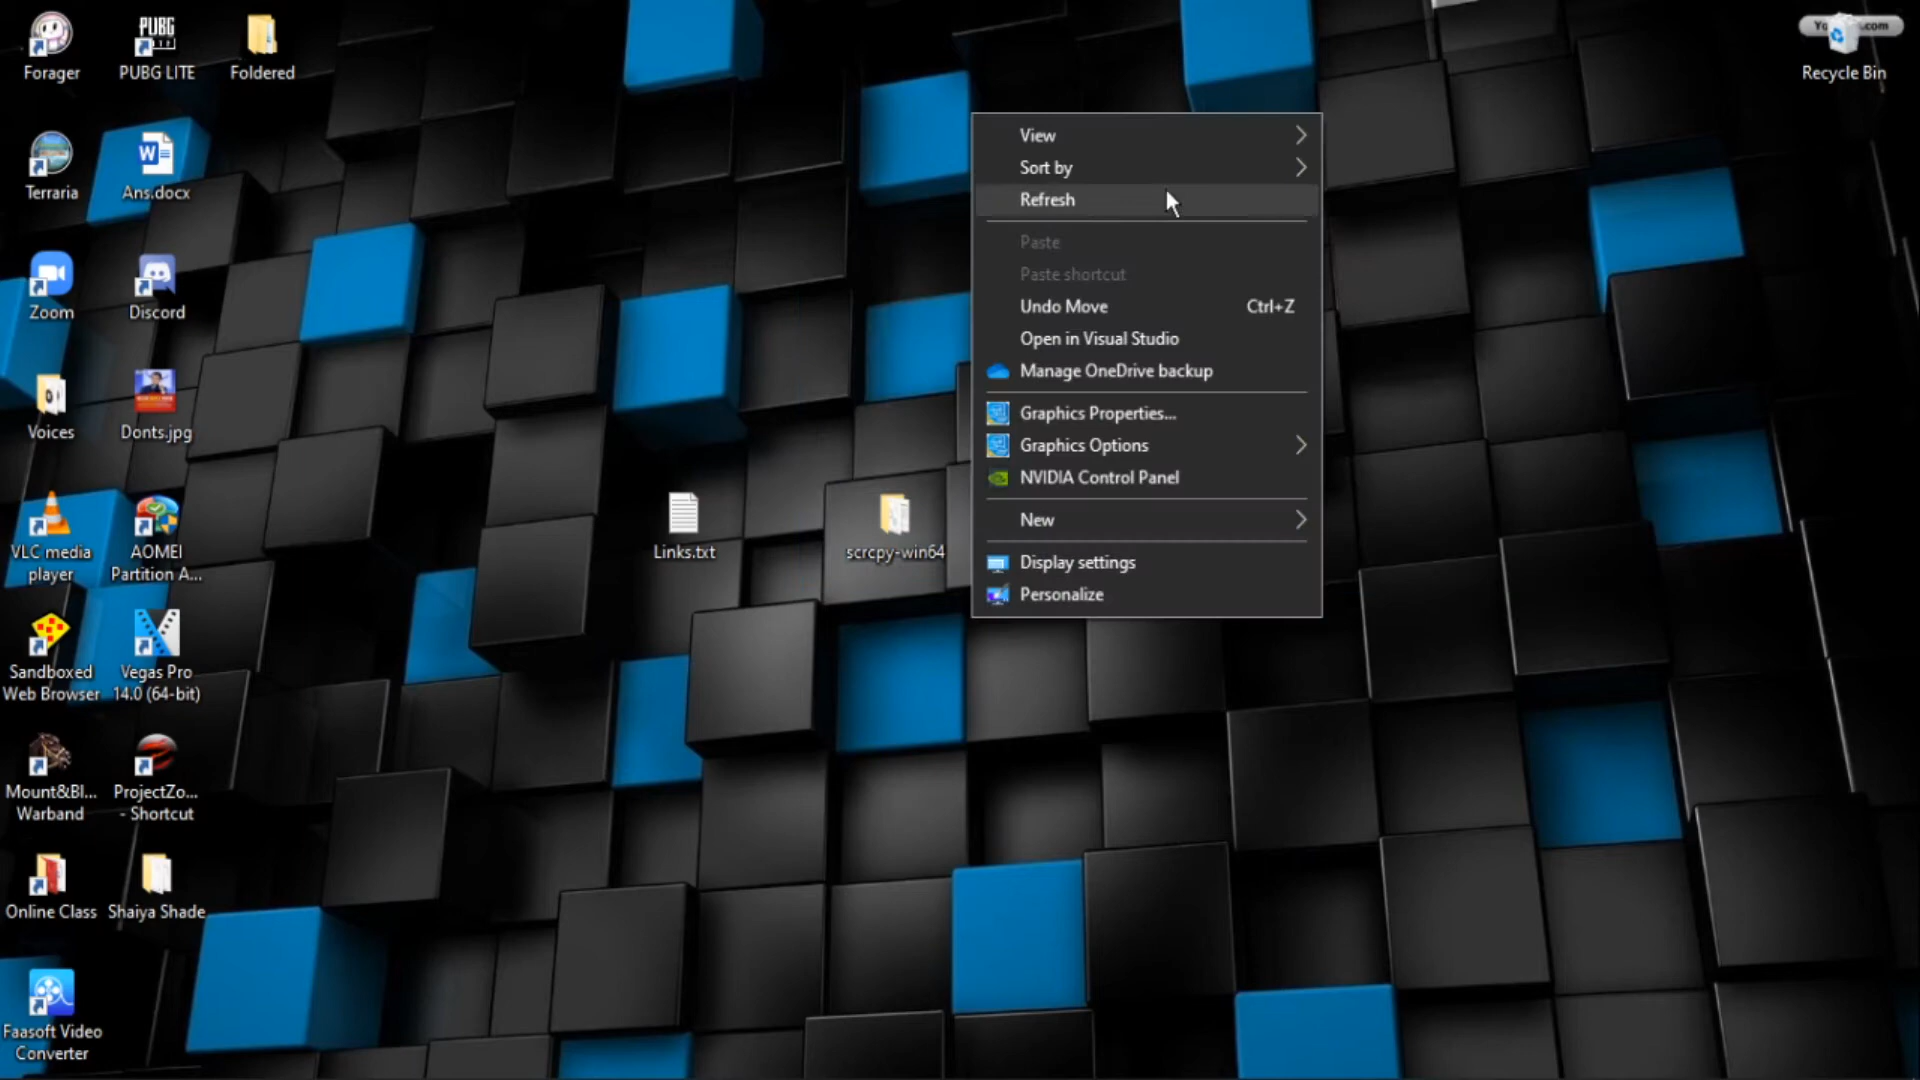 Forager
PUBG LITE
Foldered
Recycle Bin
Terraria
Ans.docx
Zoom
Discord
Voices
Donts.jpg
VLC media
player
AOMEI
Partition A...
Links.txt
scrcpy-win64
Sandboxed
Web Browser
Vegas Pro
14.0 (64-bit)
Mount&Bl...
Warband
ProjectZo...
- Shortcut
Online Class
Shaiya Shade
Faasoft Video
Converter
View
Sort by
Refresh
Paste
Paste shortcut
Undo Move Ctrl+Z
Open in Visual Studio
Manage OneDrive backup
Graphics Properties...
Graphics Options
NVIDIA Control Panel
New
Display settings
Personalize